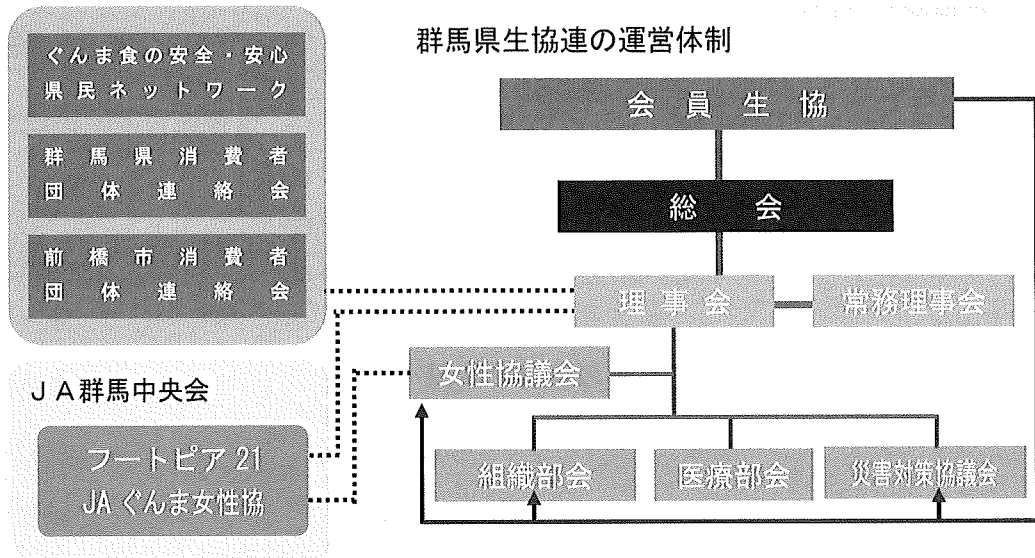 ぐんま食の安全・安心
県民ネットワーク
群馬県消費者
団体連絡会
前橋市消費者
団体連絡会
JA群馬中央会
フートピア21
JAぐんま女性協
群馬県生協連の運営体制
会員生協
総会
理事会
常務理事会
女性協議会
組織部会
医療部会
災害対策協議会